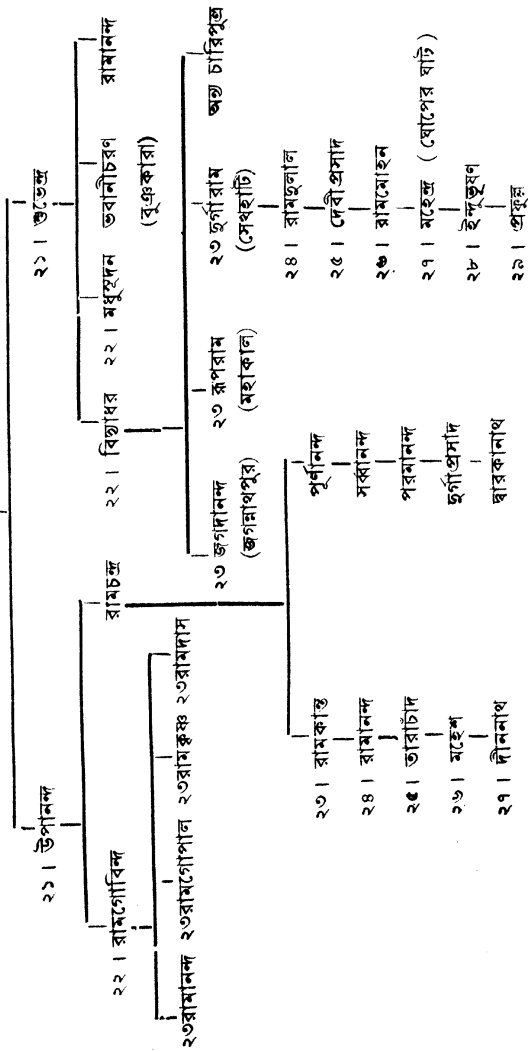 ২১ । উপানন্দ
২১ । শুভেন্দ্র
২২ । রামগোবিন্দ
রামচন্দ্র
২২ । বিদ্যাধর
২২ । মধুসূদন
ভবানীচরণ
(বুঞকারা)
রামানন্দ
২৩রামানন্দ ২৩রামগোপাল ২৩রামকৃষ্ণ ২৩রামদাস
২৩ জগদানন্দ
(জগন্নাথপুর)
২৩ রূপরাম
(মহাকাল)
২৩ দুর্গারাম
(সেখহাটি)
অন্য চারিপুত্র
২৩ । রামকান্ত
পূর্ণানন্দ
২৪ । রামদুলাল
২৪ । রামানন্দ
সর্ব্বানন্দ
২৫ । দেবীপ্রসাদ
২৫ । তারাচাঁদ
পরমানন্দ
২৬ । রামমোহন
২৬ । মহেশ
দুর্গাপ্রসাদ
২৭ । মহেন্দ্র ( ঘোপের ঘাট )
২৭ । দীননাথ
দ্বারকানাথ
২৮ । ইন্দুভূষণ
২৯ । প্রফুল্ল